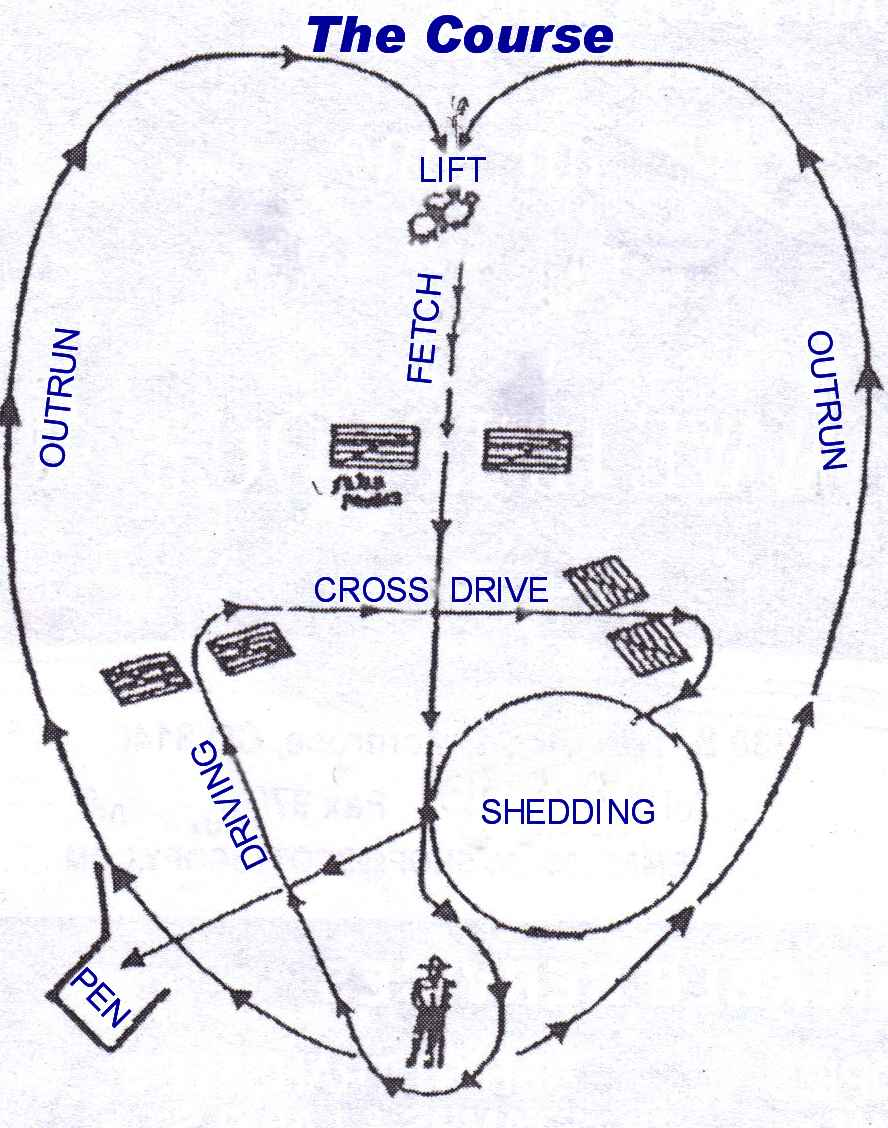 The Course
LIFT
FETCH
OUTRUN
OUTRUN
CROSS DRIVE
DRIVING
SHEDDING
PEN